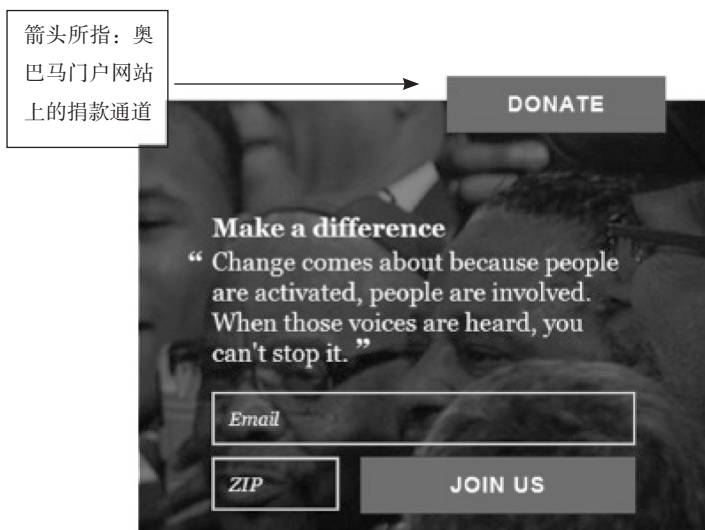 箭头所指：奥
巴马门户网站
上的捐款通道
DONATE
Make a difference
“ Change comes about because people
are activated, people are involved.
When those voices are heard, you
can't stop it. ”
Email
ZIP
JOIN US